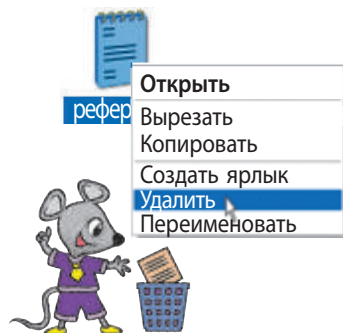 Открыть
рефер
Вырезать
Копировать
Создать ярлык
Удалить
Переименовать